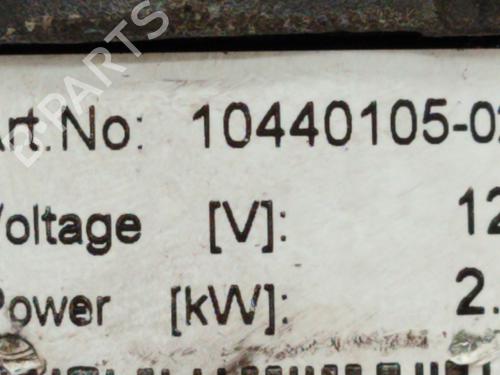 B-PARTS
Art.No: 10440105-02
Voltage [V]: 12
Power [kW]: 2.